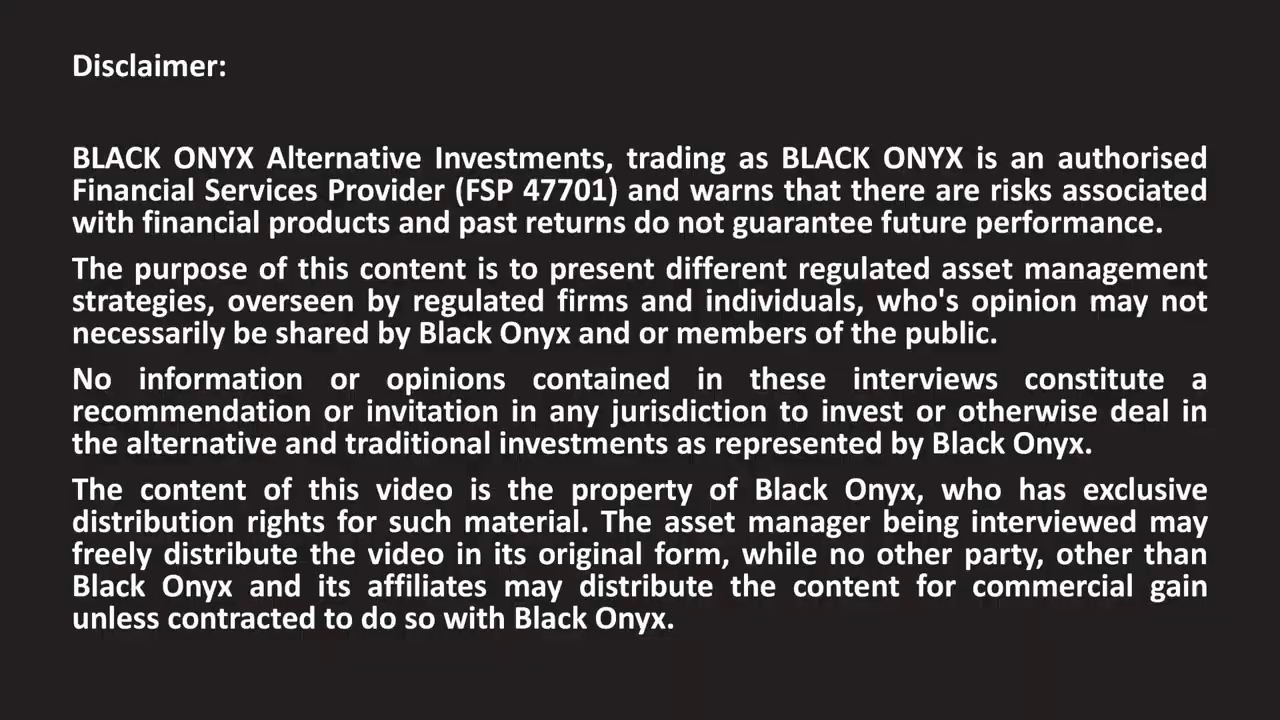 Disclaimer:
BLACK ONYX Alternative Investments, trading as BLACK ONYX is an authorised
Financial Services Provider (FSP 47701) and warns that there are risks associated
with financial products and past returns do not guarantee future performance.
The purpose of this content is to present different regulated asset management
strategies, overseen by regulated firms and individuals, who's opinion may not
necessarily be shared by Black Onyx and or members of the public.
No information or opinions contained in these interviews constitute a
recommendation or invitation in any jurisdiction to invest or otherwise deal in
the alternative and traditional investments as represented by Black Onyx.
The content of this video is the property of Black Onyx, who has exclusive
distribution rights for such material. The asset manager being interviewed may
freely distribute the video in its original form, while no other party, other than
Black Onyx and its affiliates may distribute the content for commercial gain
unless contracted to do so with Black Onyx.